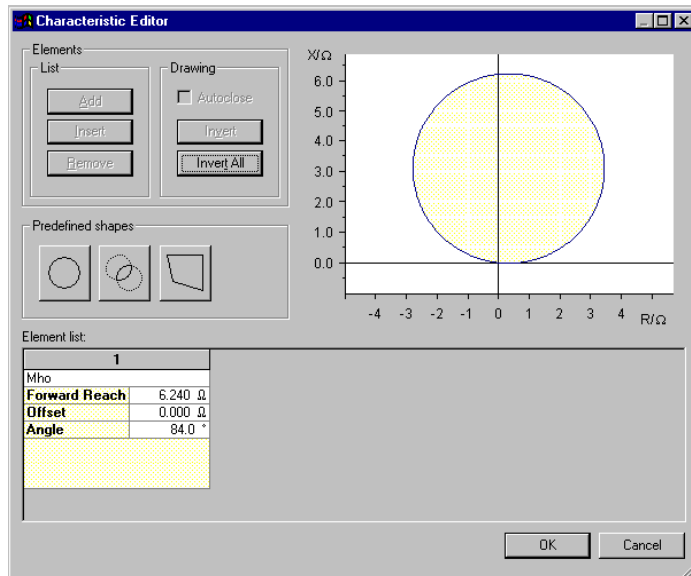 Characteristic Editor
Elements
List
Add
Insert
Remove
Drawing
Autoclose
Invert
Invert All
Predefined shapes
X/Ω
6.0
5.0
4.0
3.0
2.0
1.0
0.0
-4 -3 -2 -1 0 1 2 3 4 R/Ω
Element list:
1
Mho
Forward Reach 6.240 Ω
Offset 0.000 Ω
Angle 84.0 °
OK
Cancel